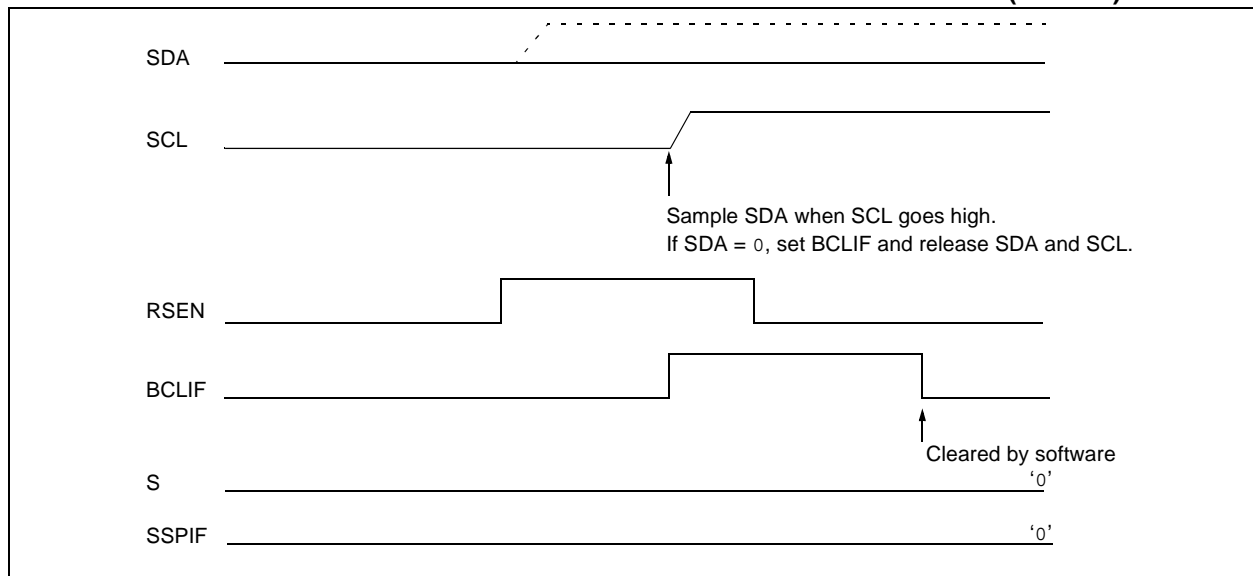 SDA
SCL
Sample SDA when SCL goes high.
If SDA = 0, set BCLIF and release SDA and SCL.
RSEN
BCLIF
Cleared by software
S
‘0’
SSPIF
‘0’